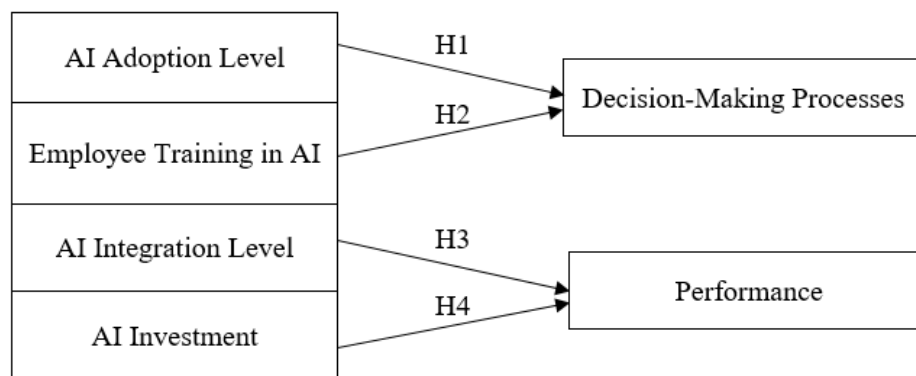 AI Adoption Level
H1
Decision-Making Processes
H2
Employee Training in AI
AI Integration Level
H3
Performance
H4
AI Investment